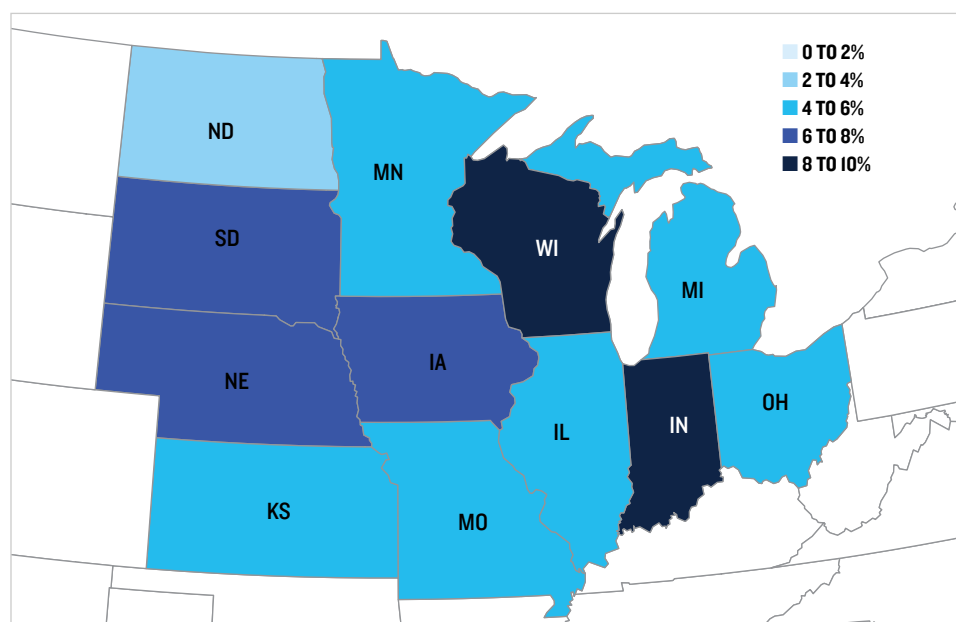 0 TO 2%
2 TO 4%
4 TO 6%
6 TO 8%
8 TO 10%
ND
MN
SD
WI
MI
IA
NE
OH
IL
IN
KS
MO